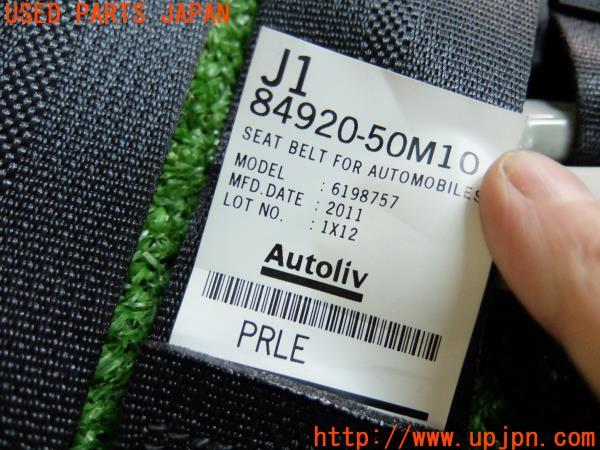 USED PARTS JAPAN
J1
84920-50M10
SEAT BELT FOR AUTOMOBILES
MODEL : 6198757
MFD.DATE : 2011
LOT NO. : 1X12
Autoliv
PRLE
http://www.upjpn.com